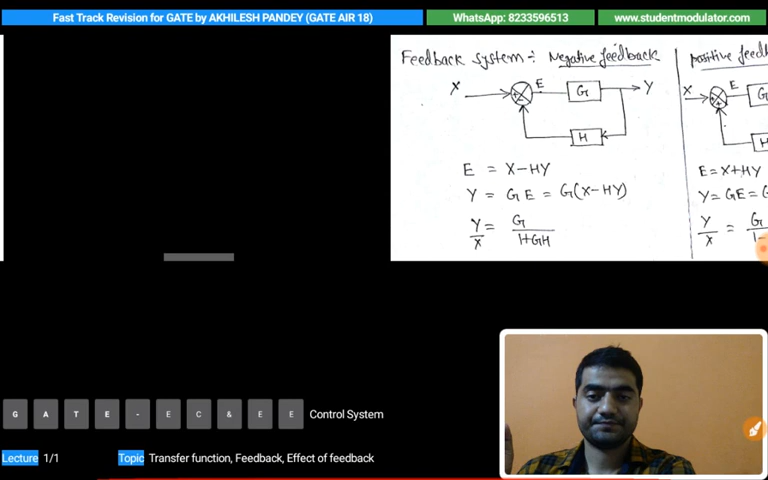 Fast Track Revision for GATE by AKHILESH PANDEY (GATE AIR 18)
WhatsApp: 8233596513
www.studentmodulator.com
Feedback system ÷ Negative feedback
X
E
G
Y
H
E = X-HY
Y = GE = G(X-HY)
Y/X = G/1+GH
positive feedb
X
E
G
H
E=X+HY
Y=GE=G
Y/X = G/1-
G A T E - E C & E E Control System
Lecture 1/1 Topic Transfer function, Feedback, Effect of feedback